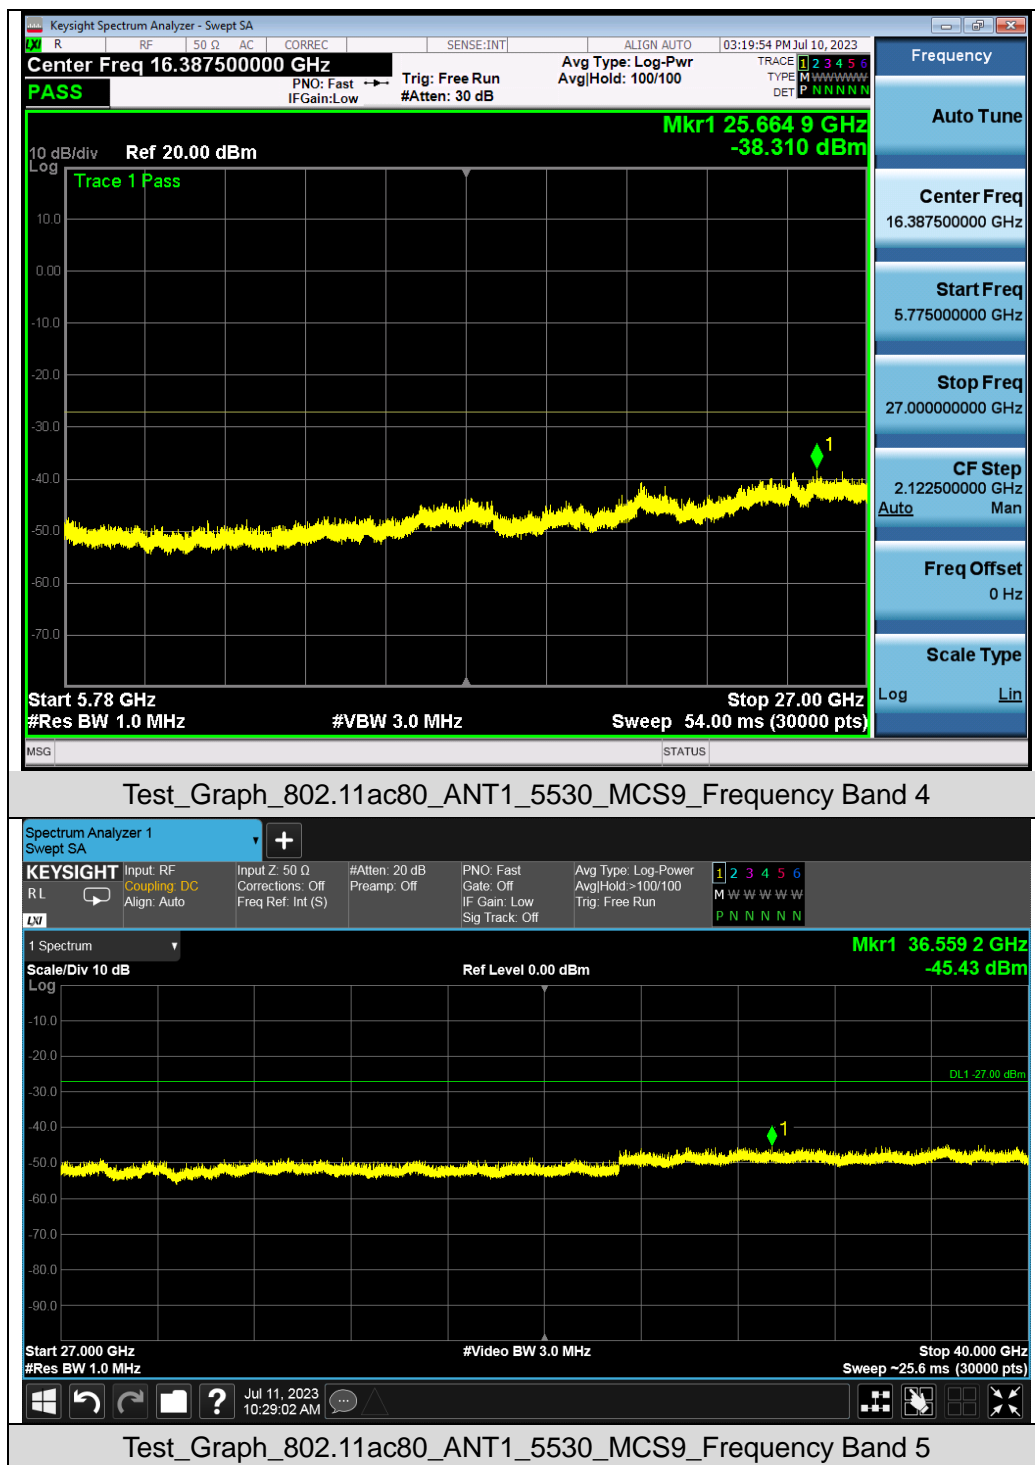 Keysight Spectrum Analyzer - Swept SA
LXI R RF 50 Ω AC CORREC SENSE:INT ALIGN AUTO 03:19:54 PM Jul 10, 2023
Center Freq 16.387500000 GHz
PNO: Fast
IFGain:Low
Trig: Free Run
#Atten: 30 dB
Avg Type: Log-Pwr
Avg|Hold: 100/100
TRACE 1 2 3 4 5 6
TYPE M W W W W W
DET P N N N N N
PASS
Mkr1 25.664 9 GHz
-38.310 dBm
10 dB/div Ref 20.00 dBm
Log
Trace 1 Pass
10.0
0.00
-10.0
-20.0
-30.0
-40.0
-50.0
-60.0
-70.0
1
Start 5.78 GHz Stop 27.00 GHz
#Res BW 1.0 MHz #VBW 3.0 MHz Sweep 54.00 ms (30000 pts)
MSG STATUS
Frequency
Auto Tune
Center Freq
16.387500000 GHz
Start Freq
5.775000000 GHz
Stop Freq
27.000000000 GHz
CF Step
2.122500000 GHz
Auto Man
Freq Offset
0 Hz
Scale Type
Log Lin
Test_Graph_802.11ac80_ANT1_5530_MCS9_Frequency Band 4
Spectrum Analyzer 1
Swept SA
+
KEYSIGHT
RL
LXI
Input: RF
Coupling: DC
Align: Auto
Input Z: 50 Ω
Corrections: Off
Freq Ref: Int (S)
#Atten: 20 dB
Preamp: Off
PNO: Fast
Gate: Off
IF Gain: Low
Sig Track: Off
Avg Type: Log-Power
Avg|Hold:>100/100
Trig: Free Run
1 2 3 4 5 6
M W W W W W
P N N N N N
1 Spectrum
Mkr1 36.559 2 GHz
-45.43 dBm
Scale/Div 10 dB Ref Level 0.00 dBm
Log
-10.0
-20.0
DL1 -27.00 dBm
-30.0
-40.0
1
-50.0
-60.0
-70.0
-80.0
-90.0
Start 27.000 GHz #Video BW 3.0 MHz Stop 40.000 GHz
#Res BW 1.0 MHz Sweep ~25.6 ms (30000 pts)
?
Jul 11, 2023
10:29:02 AM
Test_Graph_802.11ac80_ANT1_5530_MCS9_Frequency Band 5